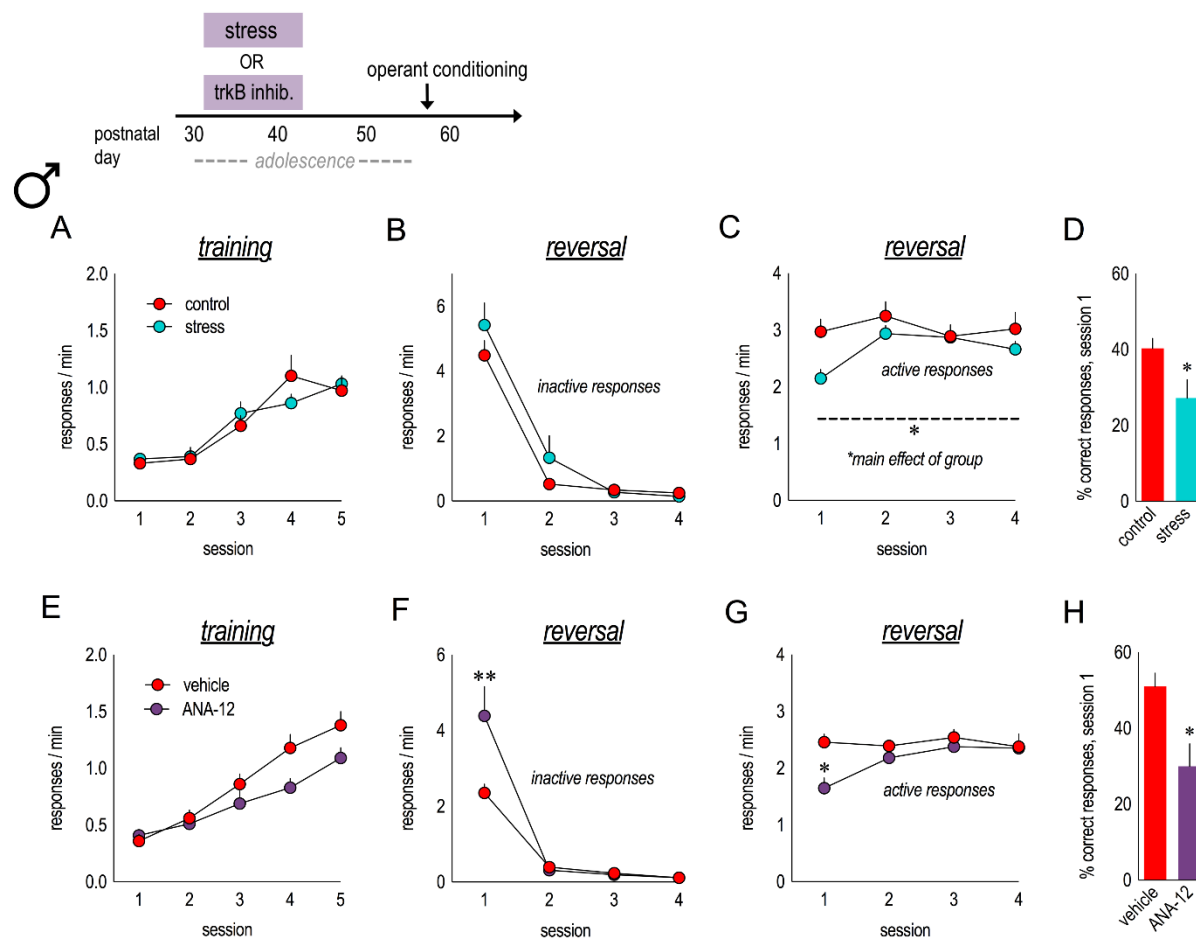 stress
OR
trkB inhib.
operant conditioning
postnatal day
30 40 50 60
adolescence
♂
A
training
2.0
1.5
1.0
0.5
0.0
responses / min
control
stress
1 2 3 4 5
session
B
reversal
6
4
2
0
responses / min
inactive responses
1 2 3 4
session
C
reversal
4
3
2
1
0
responses / min
active responses
*
*main effect of group
1 2 3 4
session
D
60
40
20
0
% correct responses, session 1
*
control
stress
E
training
2.0
1.5
1.0
0.5
0.0
responses / min
vehicle
ANA-12
1 2 3 4 5
session
F
reversal
6
4
2
0
responses / min
**
inactive responses
1 2 3 4
session
G
reversal
4
3
2
1
0
responses / min
*
active responses
1 2 3 4
session
H
60
40
20
0
% correct responses, session 1
*
vehicle
ANA-12